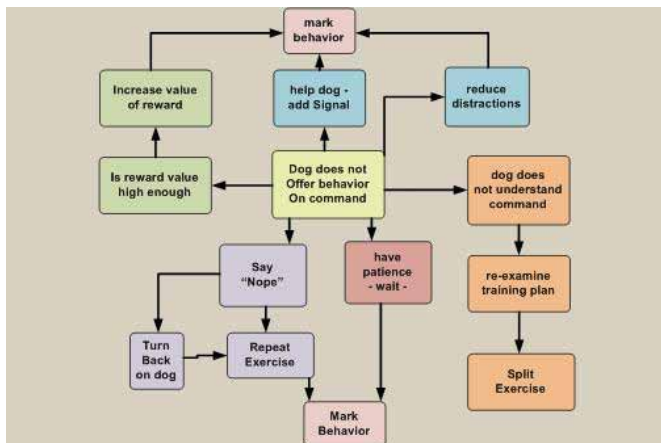 mark
behavior
Increase value
of reward
help dog -
add Signal
reduce
distractions
Is reward value
high enough
Dog does not
Offer behavior
On command
dog does
not understand
command
Say
“Nope”
have
patience
- wait -
re-examine
training plan
Turn
Back
on dog
Repeat
Exercise
Split
Exercise
Mark
Behavior